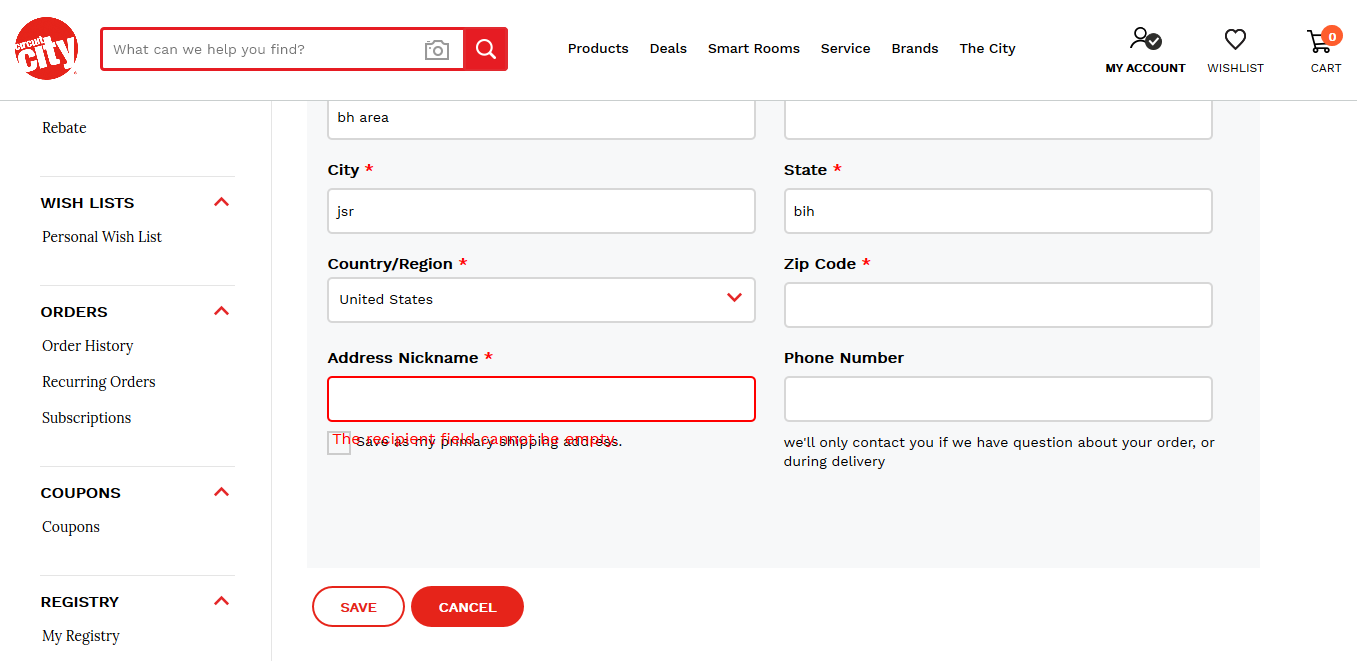 circuit city
What can we help you find?
Products Deals Smart Rooms Service Brands The City
MY ACCOUNT
WISHLIST
0
CART
Rebate
WISH LISTS
Personal Wish List
ORDERS
Order History
Recurring Orders
Subscriptions
COUPONS
Coupons
REGISTRY
My Registry
bh area
City *
jsr
State *
bih
Country/Region *
United States
Zip Code *
Address Nickname *
The recipient field cannot be empty.
Save as my primary shipping address.
Phone Number
we'll only contact you if we have question about your order, or
during delivery
SAVE
CANCEL